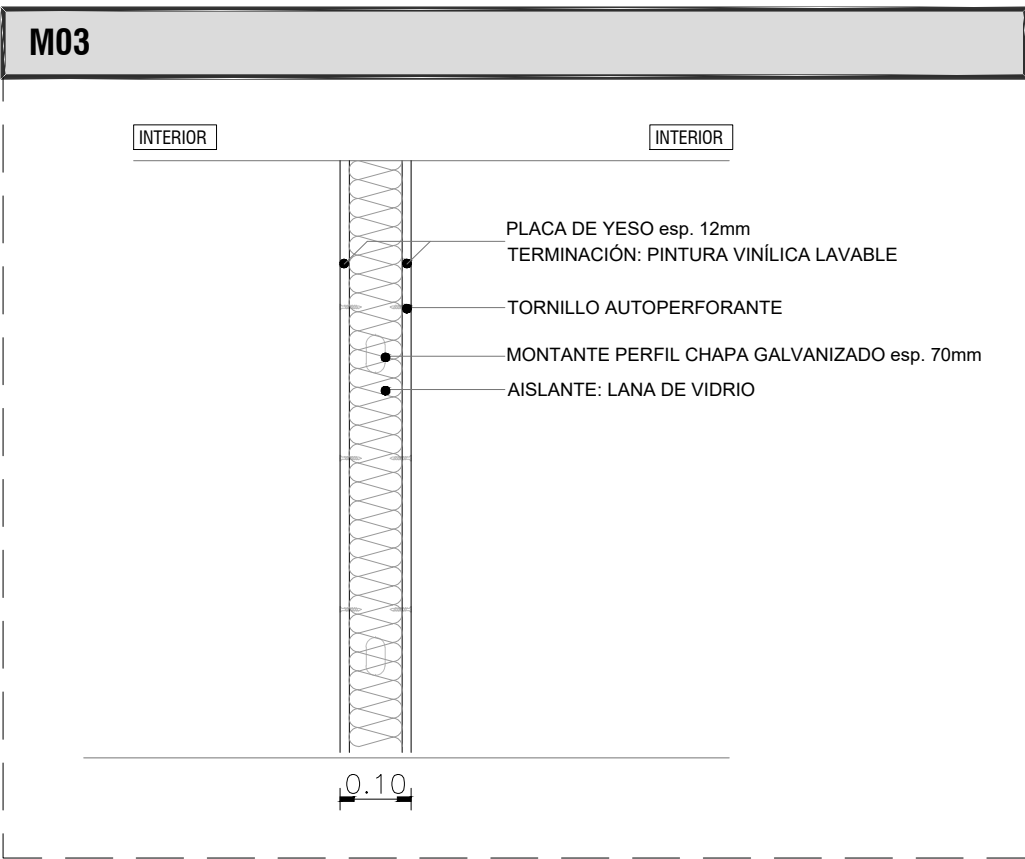 M03
INTERIOR
INTERIOR
PLACA DE YESO esp. 12mm
TERMINACIÓN: PINTURA VINÍLICA LAVABLE
TORNILLO AUTOPERFORANTE
MONTANTE PERFIL CHAPA GALVANIZADO esp. 70mm
AISLANTE: LANA DE VIDRIO
0.10